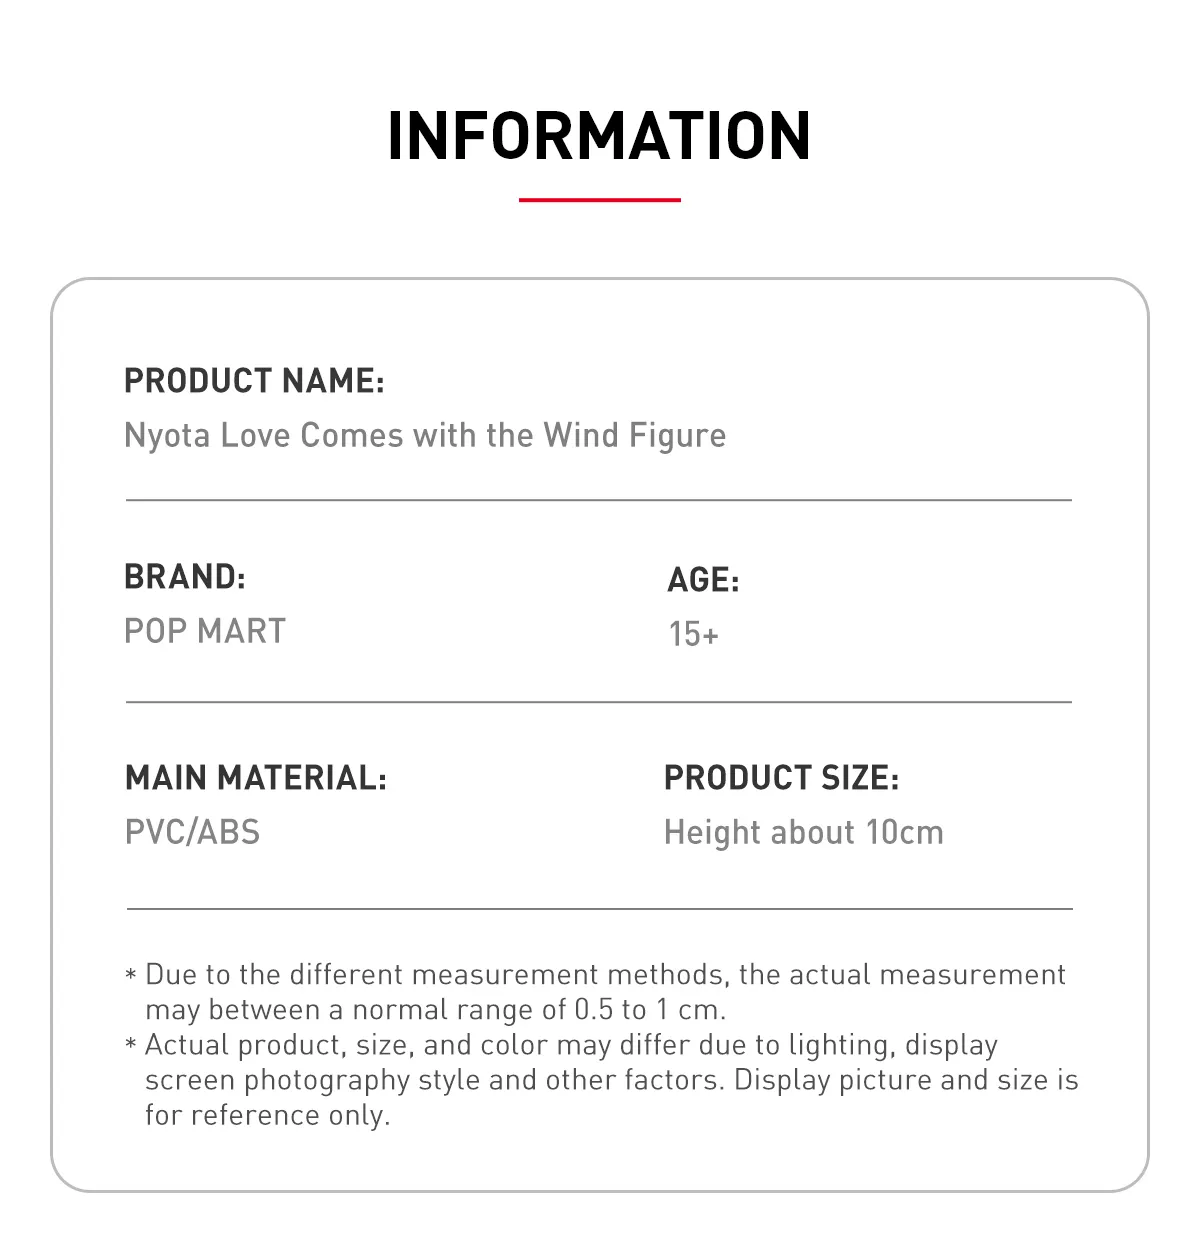 INFORMATION
PRODUCT NAME:
Nyota Love Comes with the Wind Figure
BRAND:
POP MART
AGE:
15+
MAIN MATERIAL:
PVC/ABS
PRODUCT SIZE:
Height about 10cm
* Due to the different measurement methods, the actual measurement
may between a normal range of 0.5 to 1 cm.
* Actual product, size, and color may differ due to lighting, display
screen photography style and other factors. Display picture and size is
for reference only.